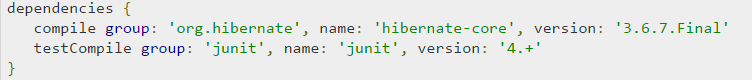 dependencies {
   compile group: 'org.hibernate', name: 'hibernate-core', version: '3.6.7.Final'
   testCompile group: 'junit', name: 'junit', version: '4.+'
}